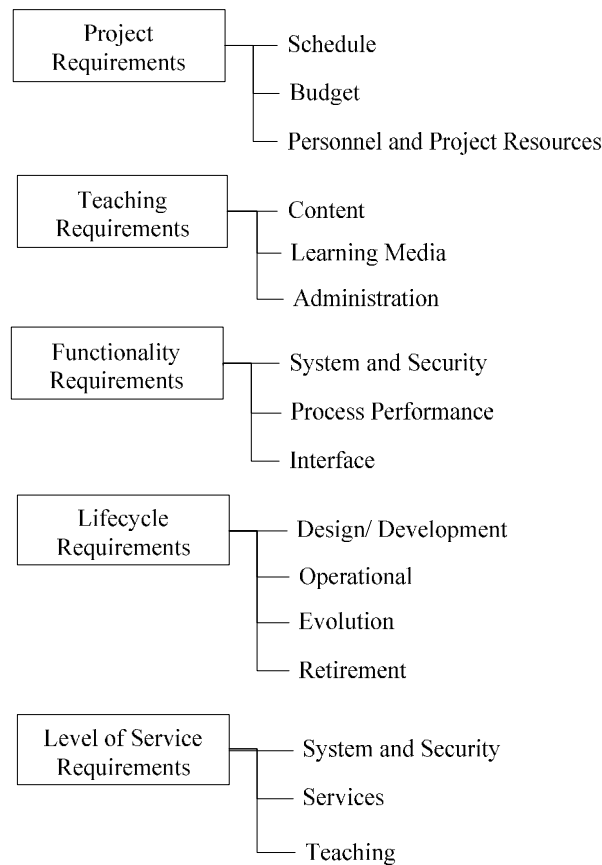 Project
Requirements
Schedule
Budget
Personnel and Project Resources
Teaching
Requirements
Content
Learning Media
Administration
Functionality
Requirements
System and Security
Process Performance
Interface
Lifecycle
Requirements
Design/ Development
Operational
Evolution
Retirement
Level of Service
Requirements
System and Security
Services
Teaching